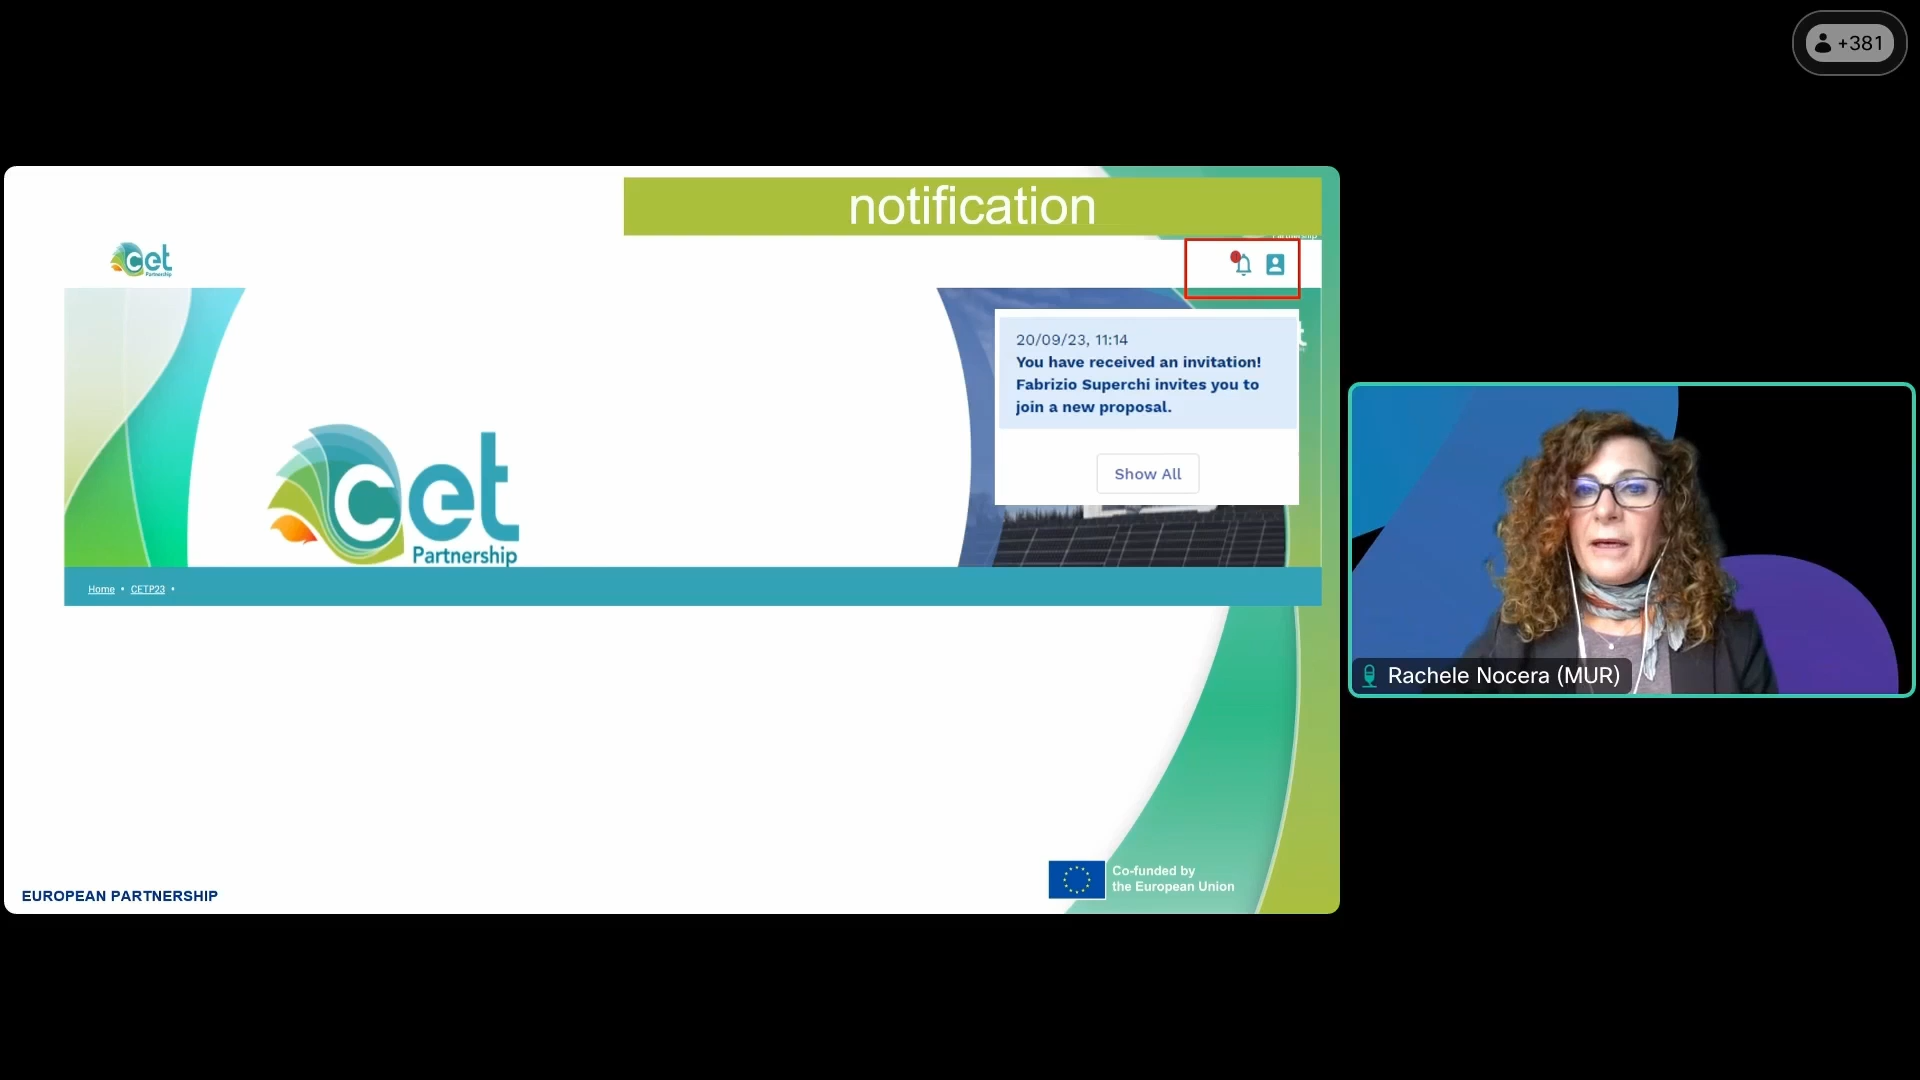 +381
notification
Partnership
cet
Partnership
t
20/09/23, 11:14
You have received an invitation!
Fabrizio Superchi invites you to
join a new proposal.
Show All
cet
Partnership
Home • CETP23 •
Rachele Nocera (MUR)
Co-funded by
the European Union
EUROPEAN PARTNERSHIP